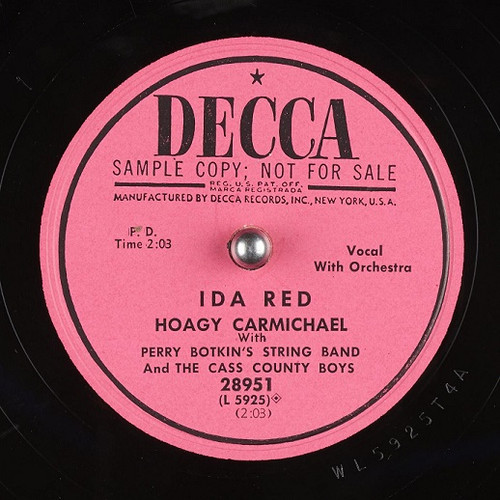 DECCA
SAMPLE COPY; NOT FOR SALE
REG. U.S. PAT. OFF.
MARCA REGISTRADA
MANUFACTURED BY DECCA RECORDS, INC., NEW YORK, U.S.A.
P. D.
Time 2:03
Vocal
With Orchestra
IDA RED
HOAGY CARMICHAEL
With
PERRY BOTKIN'S STRING BAND
And THE CASS COUNTY BOYS
28951
(L 5925)
(2:03)
WL5925T4A